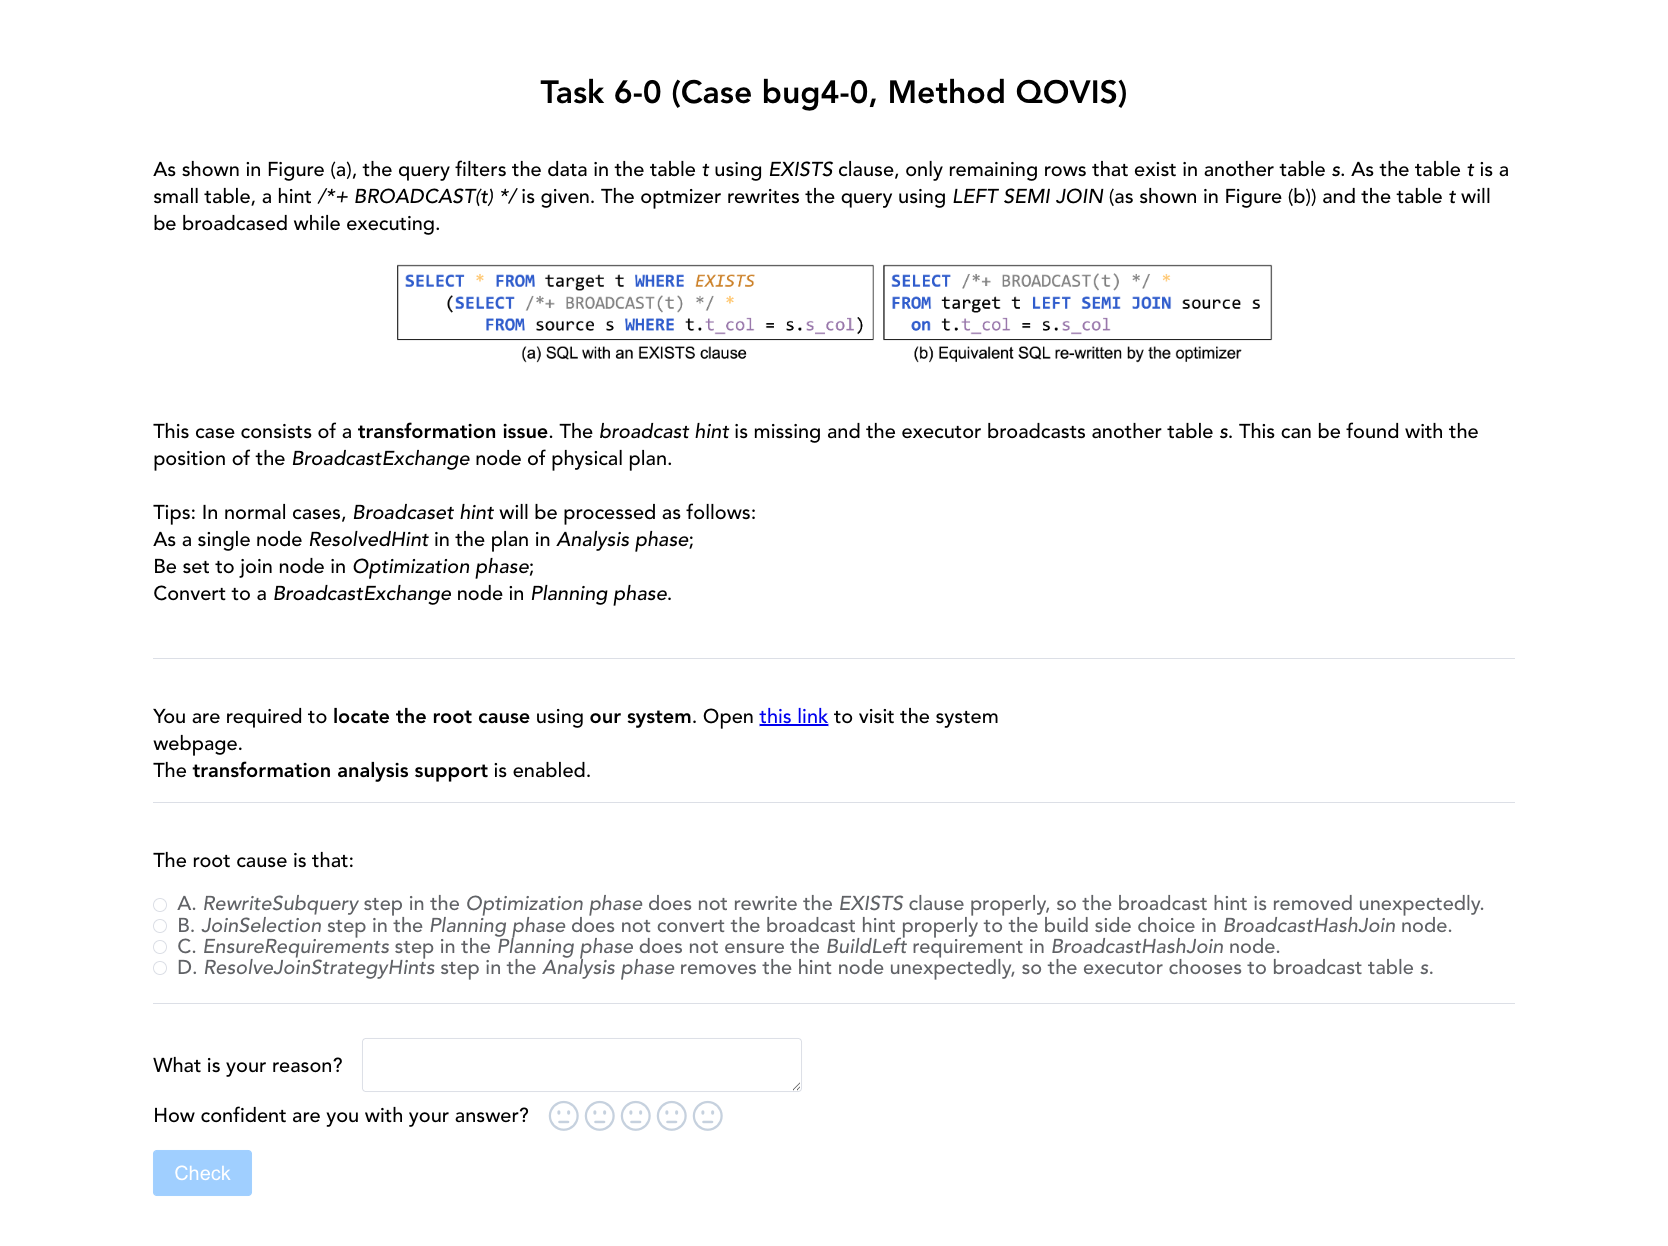 Task 6-0 (Case bug4-0, Method QOVIS)
As shown in Figure (a), the query filters the data in the table t using EXISTS clause, only remaining rows that exist in another table s. As the table t is a
small table, a hint /*+ BROADCAST(t) */ is given. The optmizer rewrites the query using LEFT SEMI JOIN (as shown in Figure (b)) and the table t will
be broadcased while executing.
SELECT * FROM target t WHERE EXISTS
(SELECT /*+ BROADCAST(t) */ *
FROM source s WHERE t.t_col = s.s_col)
(a) SQL with an EXISTS clause
SELECT /*+ BROADCAST(t) */ *
FROM target t LEFT SEMI JOIN source s
on t.t_col = s.s_col
(b) Equivalent SQL re-written by the optimizer
This case consists of a transformation issue. The broadcast hint is missing and the executor broadcasts another table s. This can be found with the
position of the BroadcastExchange node of physical plan.
Tips: In normal cases, Broadcaset hint will be processed as follows:
As a single node ResolvedHint in the plan in Analysis phase;
Be set to join node in Optimization phase;
Convert to a BroadcastExchange node in Planning phase.
You are required to locate the root cause using our system. Open this link to visit the system
webpage.
The transformation analysis support is enabled.
The root cause is that:
A. RewriteSubquery step in the Optimization phase does not rewrite the EXISTS clause properly, so the broadcast hint is removed unexpectedly.
B. JoinSelection step in the Planning phase does not convert the broadcast hint properly to the build side choice in BroadcastHashJoin node.
C. EnsureRequirements step in the Planning phase does not ensure the BuildLeft requirement in BroadcastHashJoin node.
D. ResolveJoinStrategyHints step in the Analysis phase removes the hint node unexpectedly, so the executor chooses to broadcast table s.
What is your reason?
How confident are you with your answer?
Check